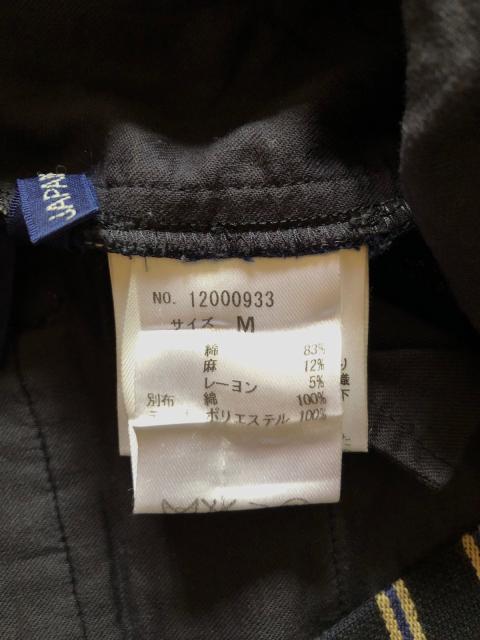 JAPAN
NO. 12000933
サイズ M
綿 83%
麻 12%
レーヨン 5%
別布 綿 100%
ポリエステル 100%